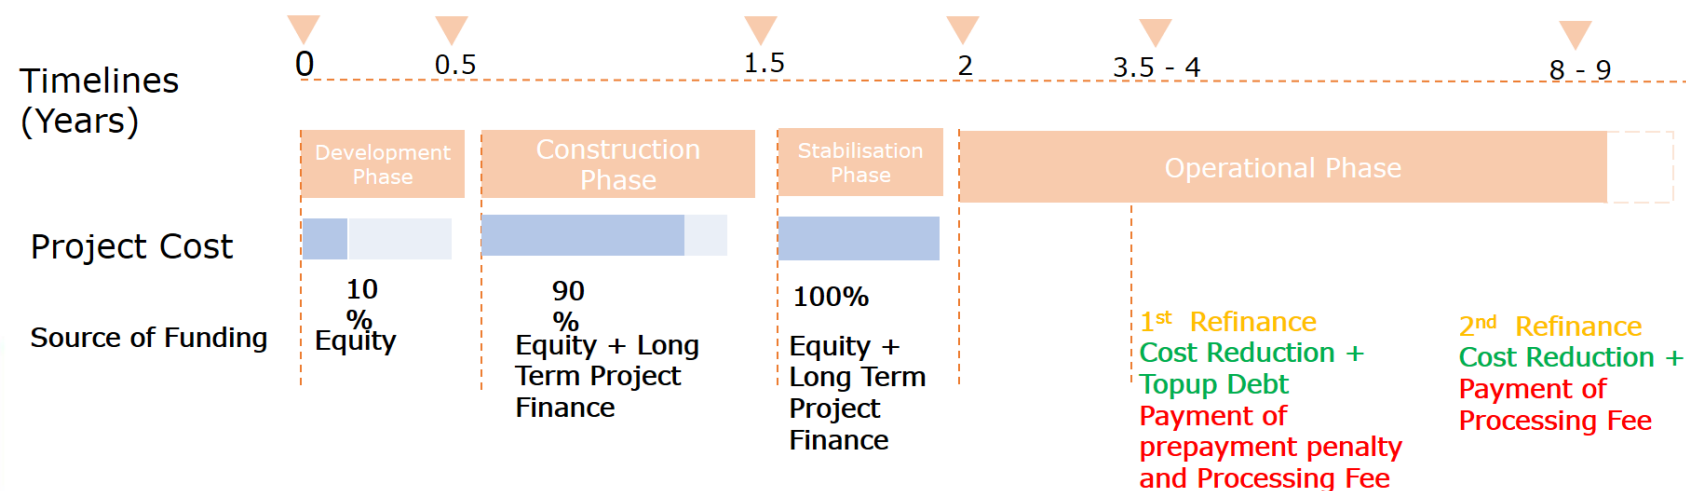 0
0.5
1.5
2
3.5 - 4
8 - 9
Timelines
(Years)
Development
Phase
Construction
Phase
Stabilisation
Phase
Operational Phase
Project Cost
10
%
90
%
100%
Source of Funding
Equity
Equity + Long
Term Project
Finance
Equity +
Long Term
Project
Finance
1st Refinance
Cost Reduction +
Topup Debt
Payment of
prepayment penalty
and Processing Fee
2nd Refinance
Cost Reduction +
Payment of
Processing Fee